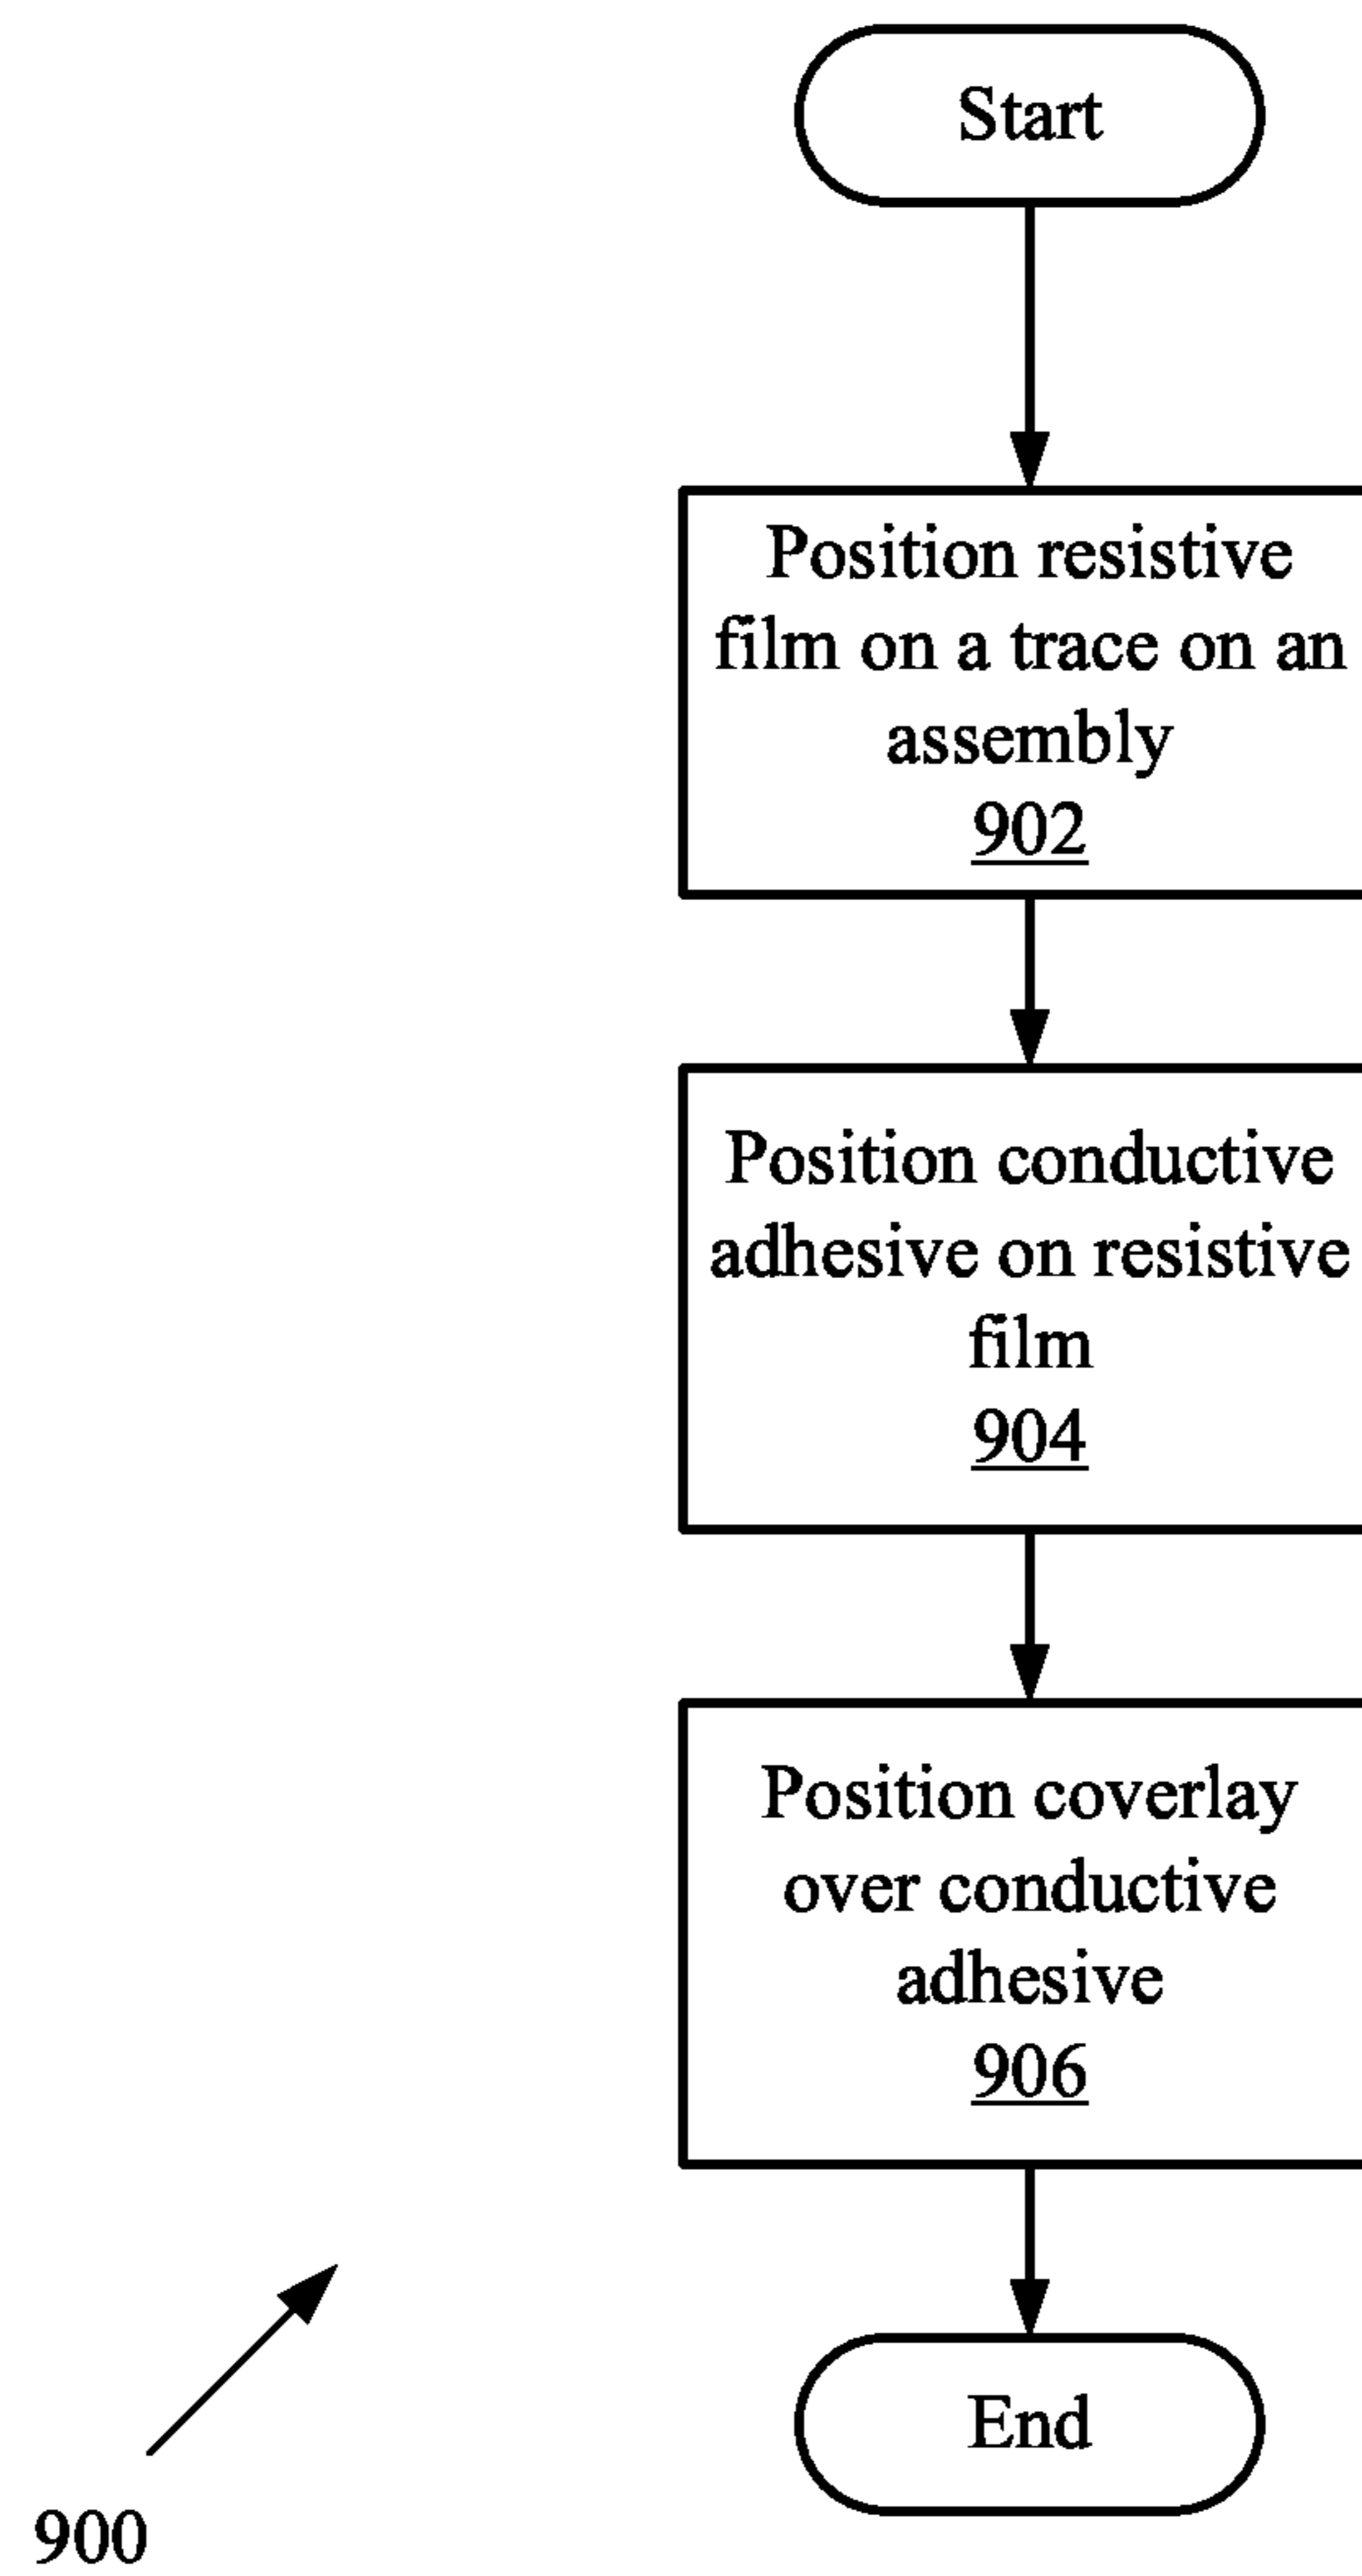 Start
Position resistive
film on a trace on an
assembly
902
Position conductive
adhesive on resistive
film
904
Position coverlay
over conductive
adhesive
906
End
900